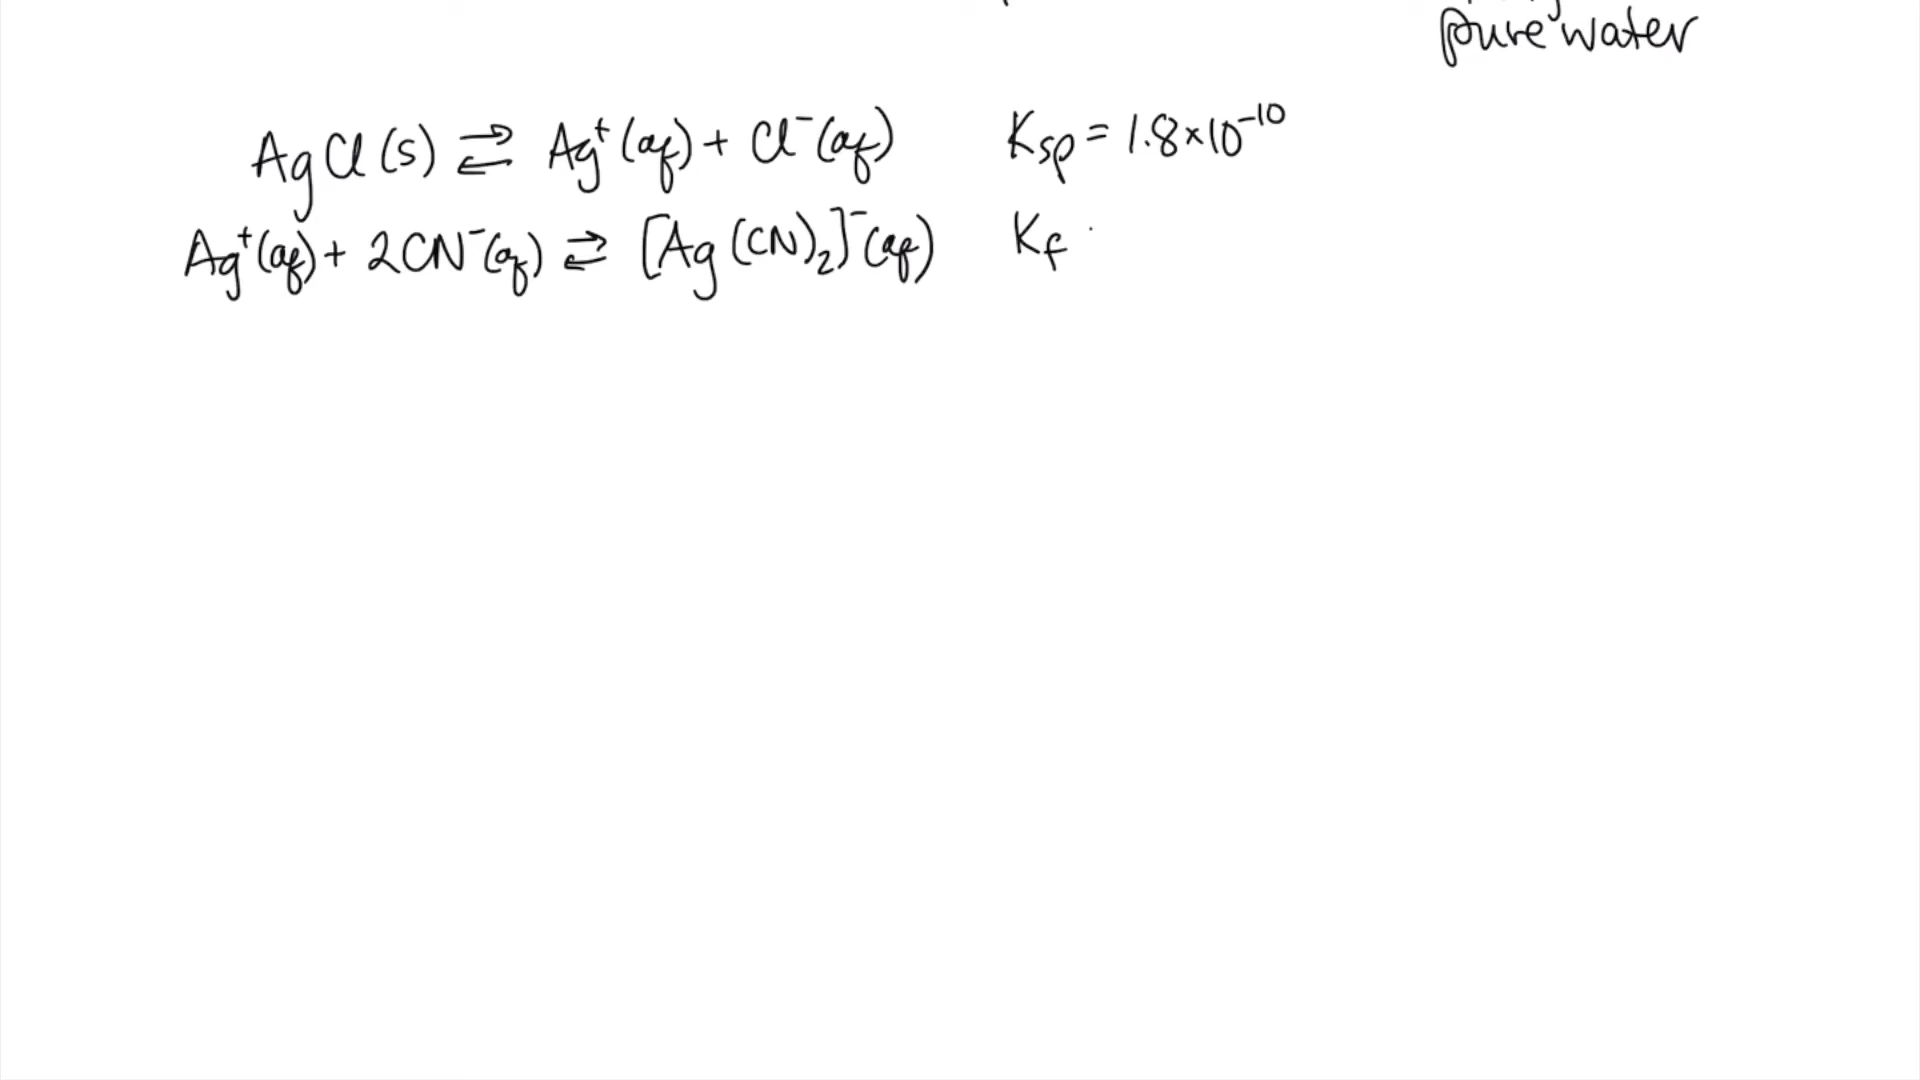 pure water
AgCl(s) ⇌ Ag⁺(aq) + Cl⁻(aq) Ksp = 1.8×10⁻¹⁰
Ag⁺(aq) + 2CN⁻(aq) ⇌ [Ag(CN)₂]⁻(aq) Kf